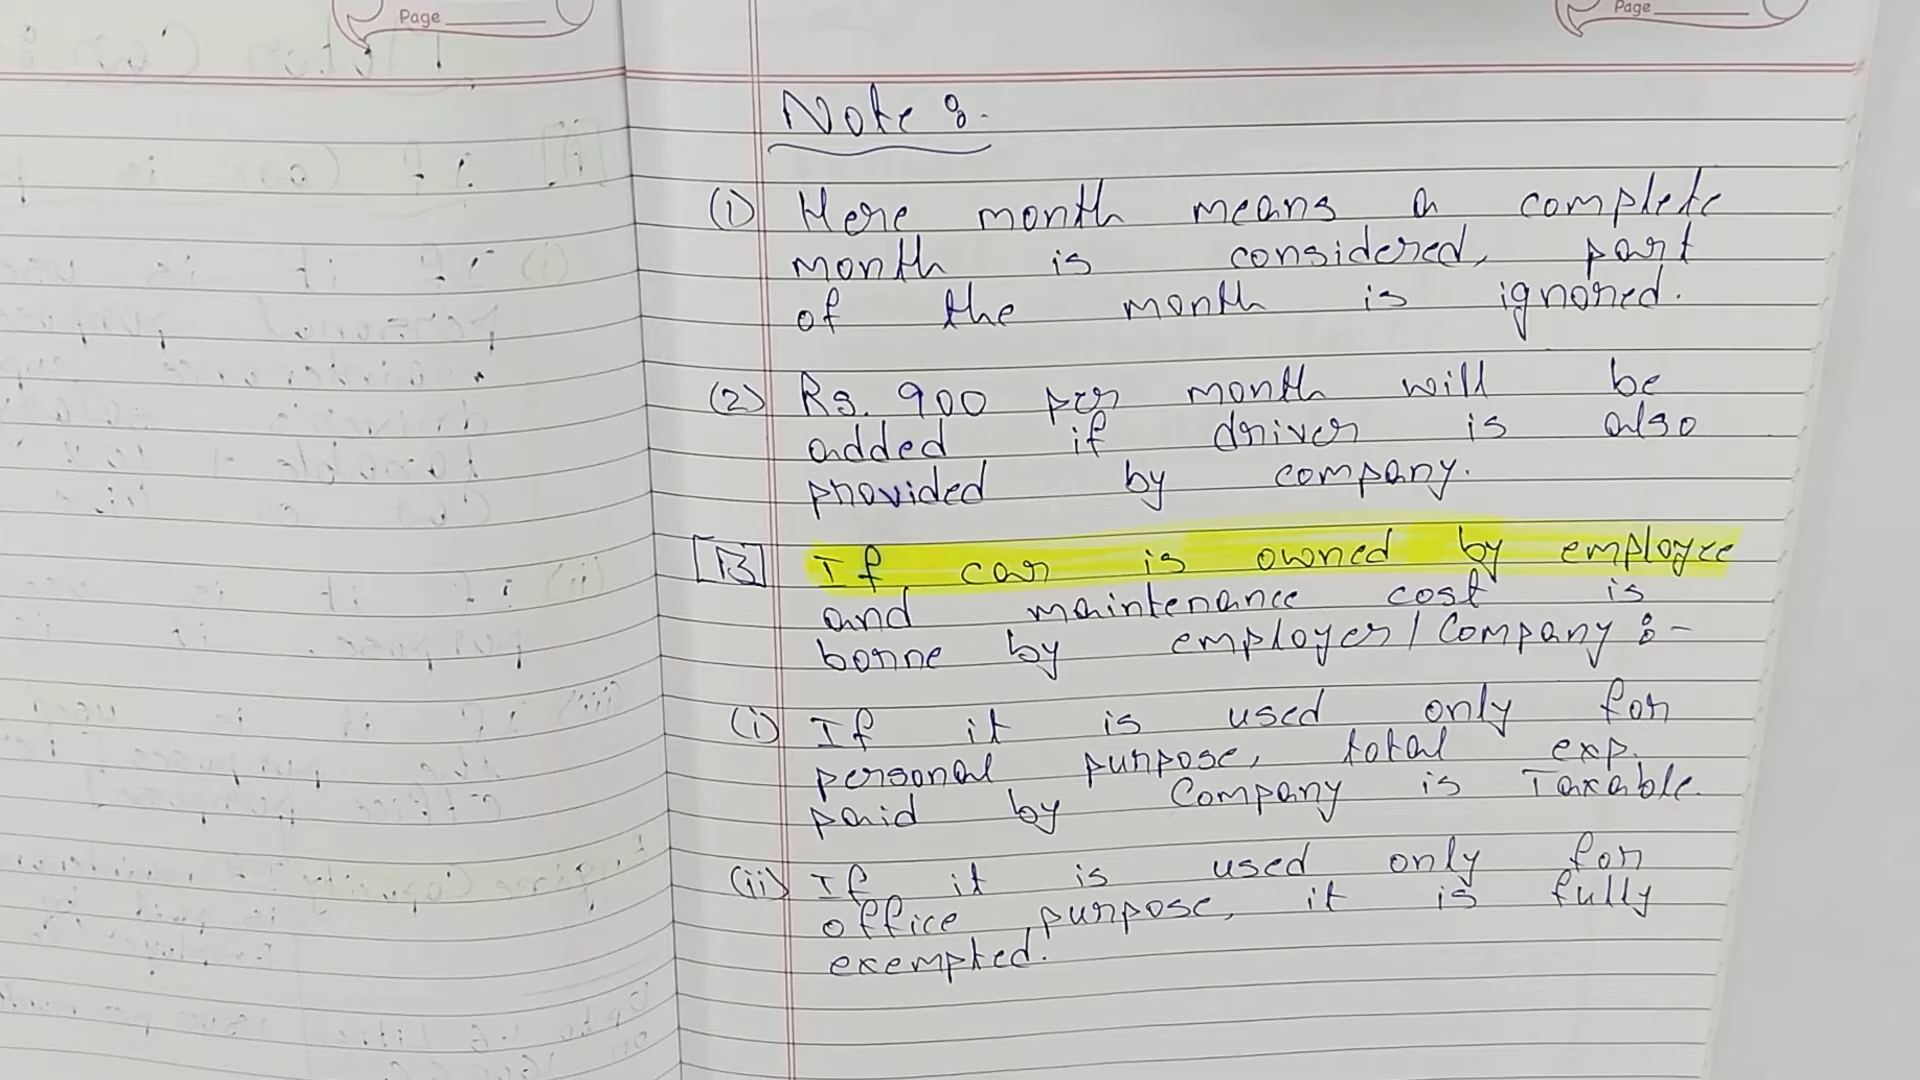 Page
Page
Note :-
(1) Here month means a complete
month is considered, part
of the month is ignored.
(2) Rs. 900 per month will be
added if driver is also
provided by company.
[B] If car is owned by employee
and maintenance cost is
borne by employer/Company :-
(i) If it is used only for
personal purpose, total exp.
paid by Company is Taxable.
(ii) If it is used only for
office purpose, it is fully
exempted.